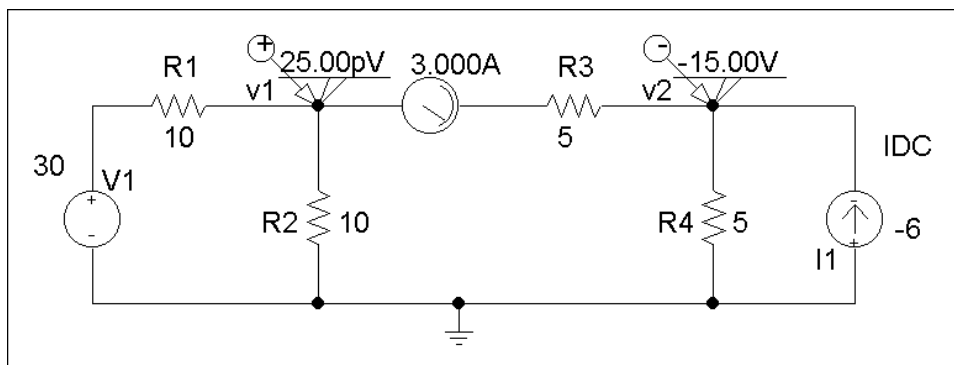 +
25.00pV
3.000A
-
-15.00V
R1
v1
R3
v2
10
5
IDC
30
V1
+
-
R2
10
R4
5
-
+
I1
-6